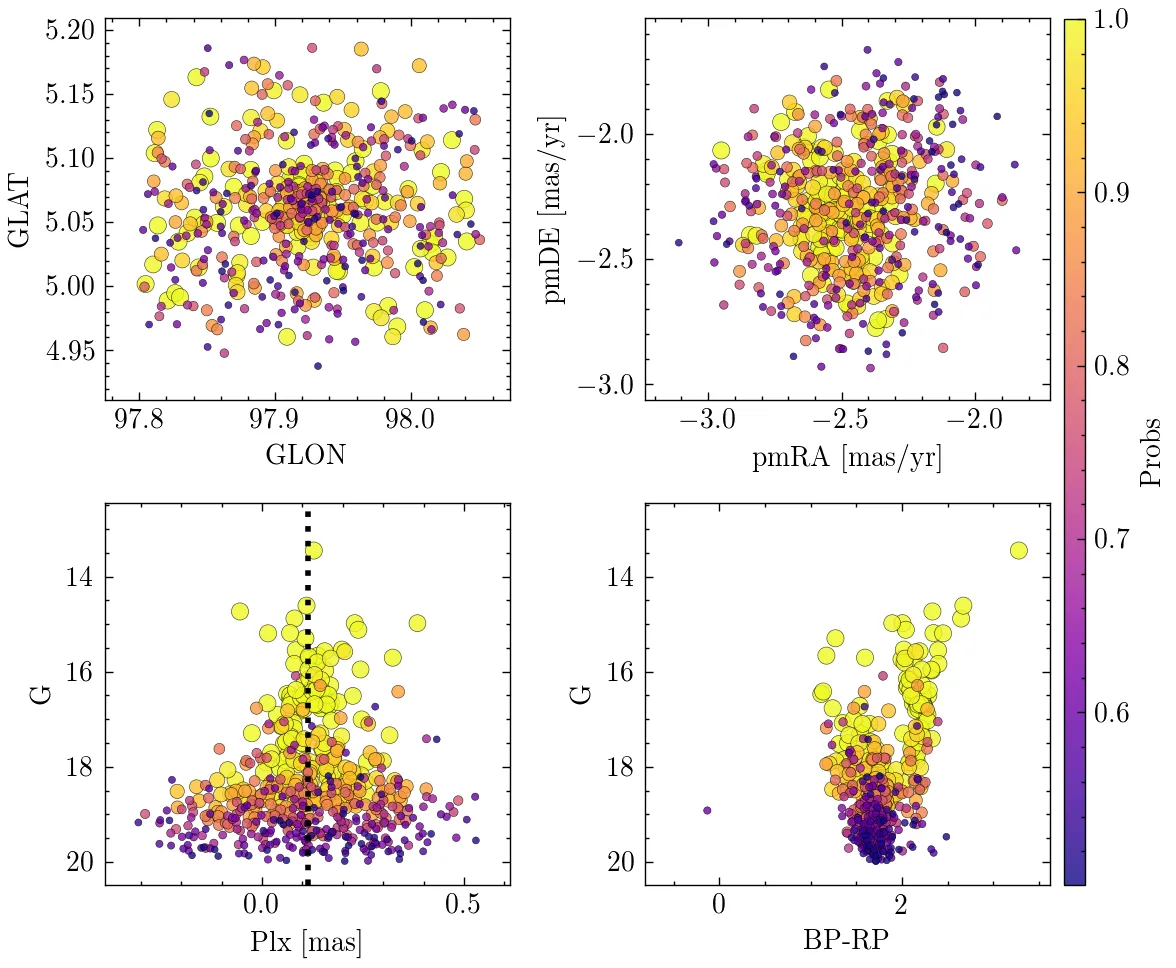 5.20
5.15
5.10
5.05
5.00
4.95
GLAT
97.8 97.9 98.0
GLON
−2.0
−2.5
−3.0
pmDE [mas/yr]
−3.0 −2.5 −2.0
pmRA [mas/yr]
1.0
0.9
0.8
0.7
0.6
Probs
14
16
18
20
G
0.0 0.5
Plx [mas]
14
16
18
20
G
0 2
BP-RP